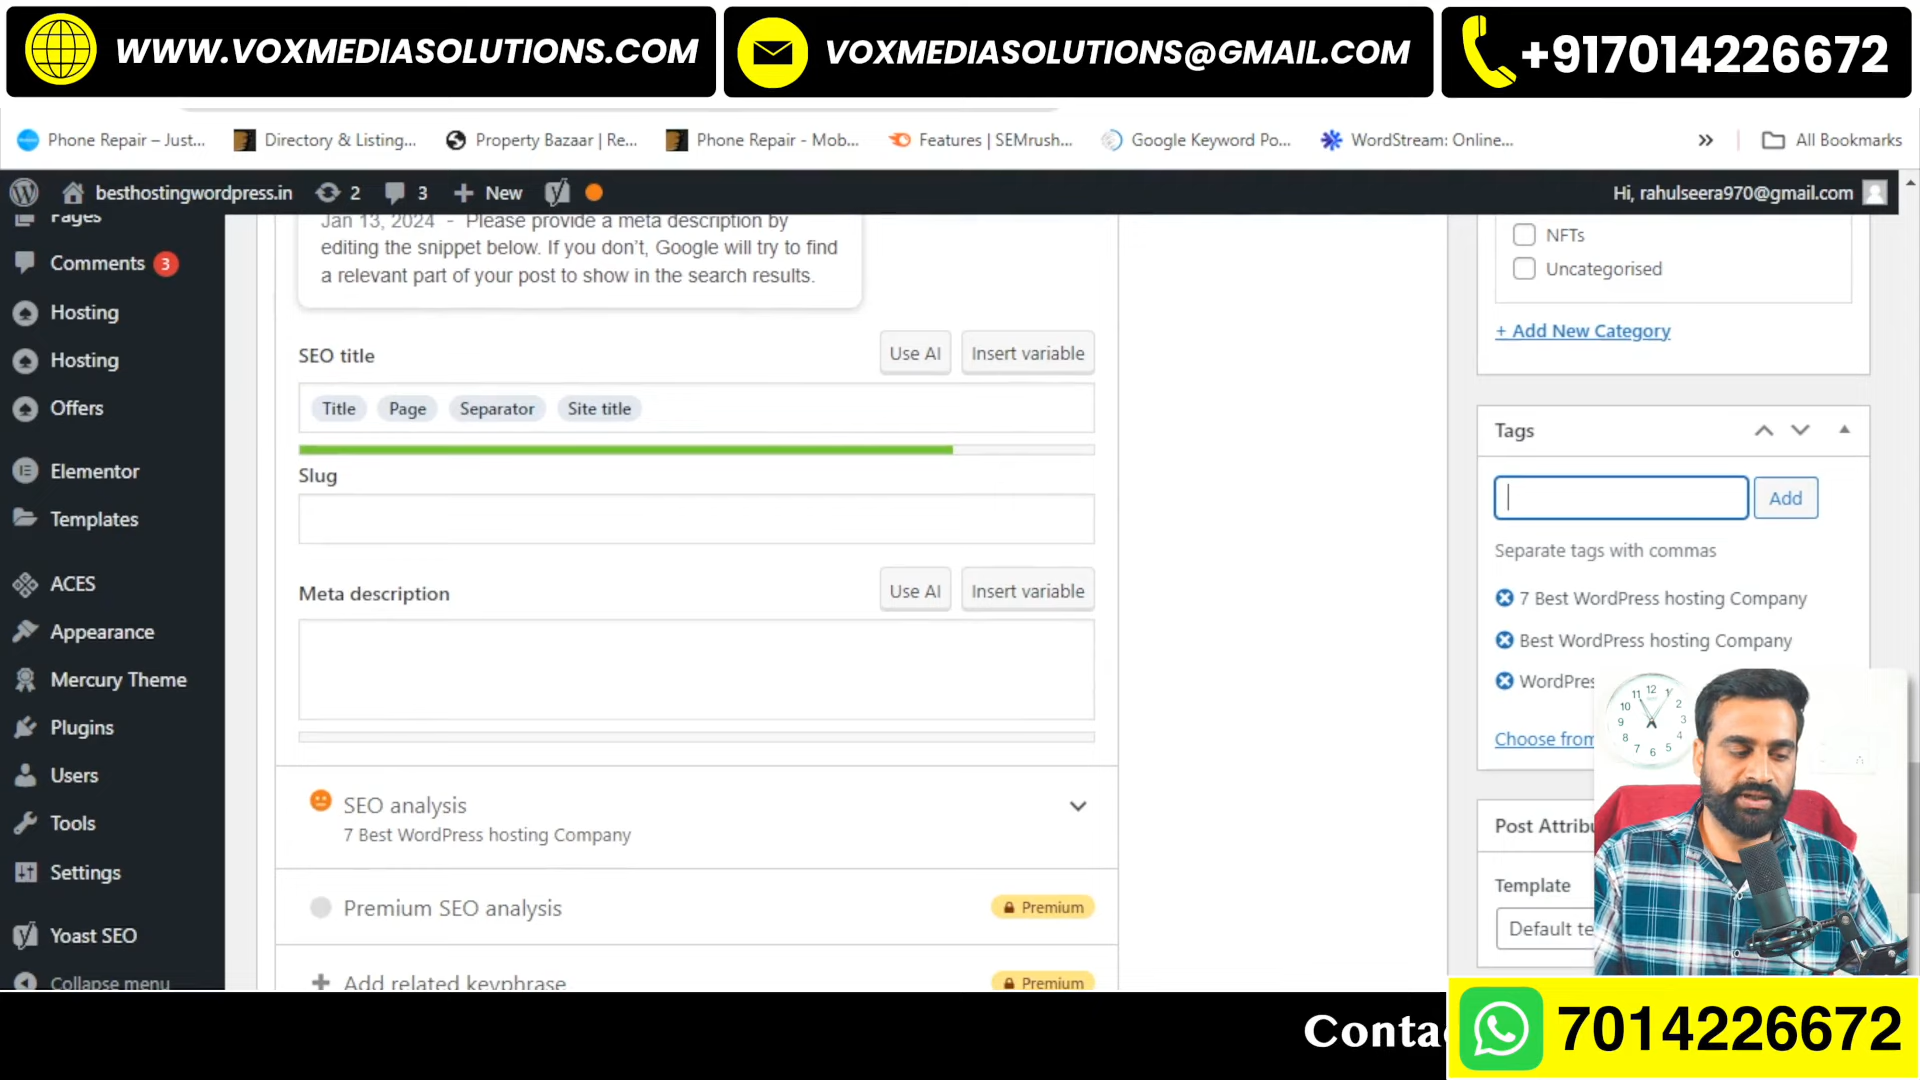 WWW.VOXMEDIASOLUTIONS.COM
VOXMEDIASOLUTIONS@GMAIL.COM
+917014226672
Phone Repair – Just...
Directory & Listing...
Property Bazaar | Re...
Phone Repair - Mob...
Features | SEMrush...
Google Keyword Po...
WordStream: Online...
All Bookmarks
besthostingwordpress.in
2
3
New
Hi, rahulseera970@gmail.com
Pages
Comments 3
Hosting
Hosting
Offers
Elementor
Templates
ACES
Appearance
Mercury Theme
Plugins
Users
Tools
Settings
Yoast SEO
Collapse menu
Jan 13, 2024 - Please provide a meta description by
editing the snippet below. If you don't, Google will try to find
a relevant part of your post to show in the search results.
SEO title
Use AI
Insert variable
Title
Page
Separator
Site title
Slug
Meta description
Use AI
Insert variable
SEO analysis
7 Best WordPress hosting Company
Premium SEO analysis
Premium
Add related keyphrase
Premium
NFTs
Uncategorised
+ Add New Category
Tags
Add
Separate tags with commas
7 Best WordPress hosting Company
Best WordPress hosting Company
WordPres
Choose from
Post Attribu
Template
Default te
Conta
7014226672